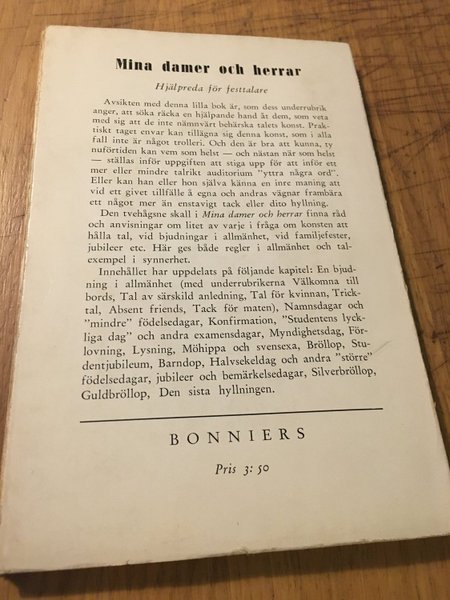 Mina damer och herrar
Hjälpreda för festtalare
Avsikten med denna lilla bok är, som dess underrubrik
anger, att söka räcka en hjälpande hand åt dem, som veta
med sig att de inte nämnvärt behärska talets konst. Prak-
tiskt taget envar kan tillägna sig denna konst, som i alla
fall inte är något trolleri. Och den är bra att kunna, ty
nuförtiden kan vem som helst — och nästan när som helst
— ställas inför uppgiften att stiga upp för att inför ett
mer eller mindre talrikt auditorium "yttra några ord".
Eller kan han eller hon själva känna en inre maning att
vid ett givet tillfälle å egna och andras vägnar frambära
ett något mer än enstavigt tack eller dito hyllning.
Den tvehågsne skall i Mina damer och herrar finna råd
och anvisningar om litet av varje i fråga om konsten att
hålla tal, vid bjudningar i allmänhet, vid familjefester,
jubileer etc. Här ges både regler i allmänhet och tal-
exempel i synnerhet.
Innehållet har uppdelats på följande kapitel: En bjud-
ning i allmänhet (med underrubrikerna Välkomna till
bords, Tal av särskild anledning, Tal för kvinnan, Trick-
tal, Absent friends, Tack för maten), Namnsdagar och
"mindre" födelsedagar, Konfirmation, "Studentens lyck-
liga dag" och andra examensdagar, Myndighetsdag, För-
lovning, Lysning, Möhippa och svensexa, Bröllop, Stu-
dentjubileum, Barndop, Halvsekeldag och andra "större"
födelsedagar, jubileer och bemärkelsedagar, Silverbröllop,
Guldbröllop, Den sista hyllningen.
BONNIERS
Pris 3: 50